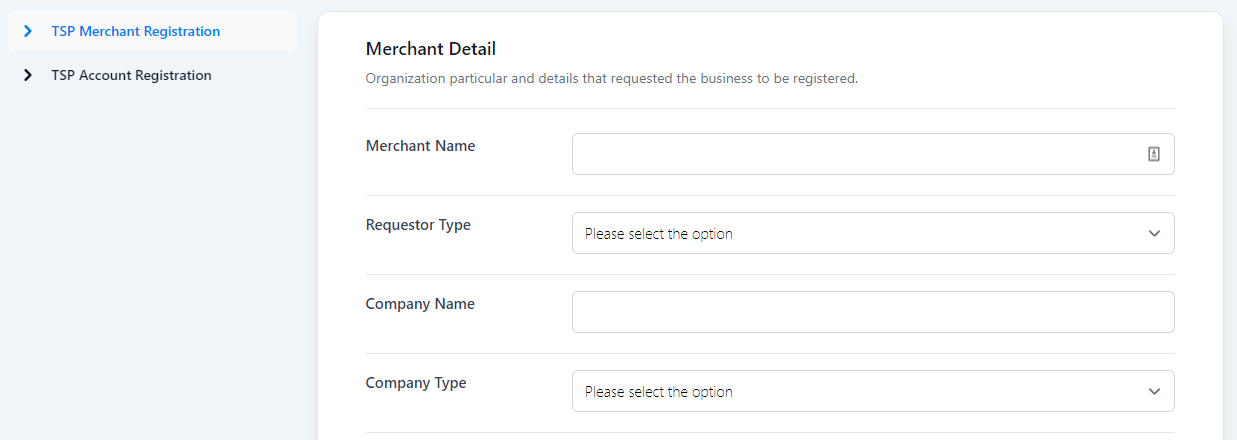 TSP Merchant Registration
TSP Account Registration
Merchant Detail
Organization particular and details that requested the business to be registered.
Merchant Name
Requestor Type
Please select the option
Company Name
Company Type
Please select the option